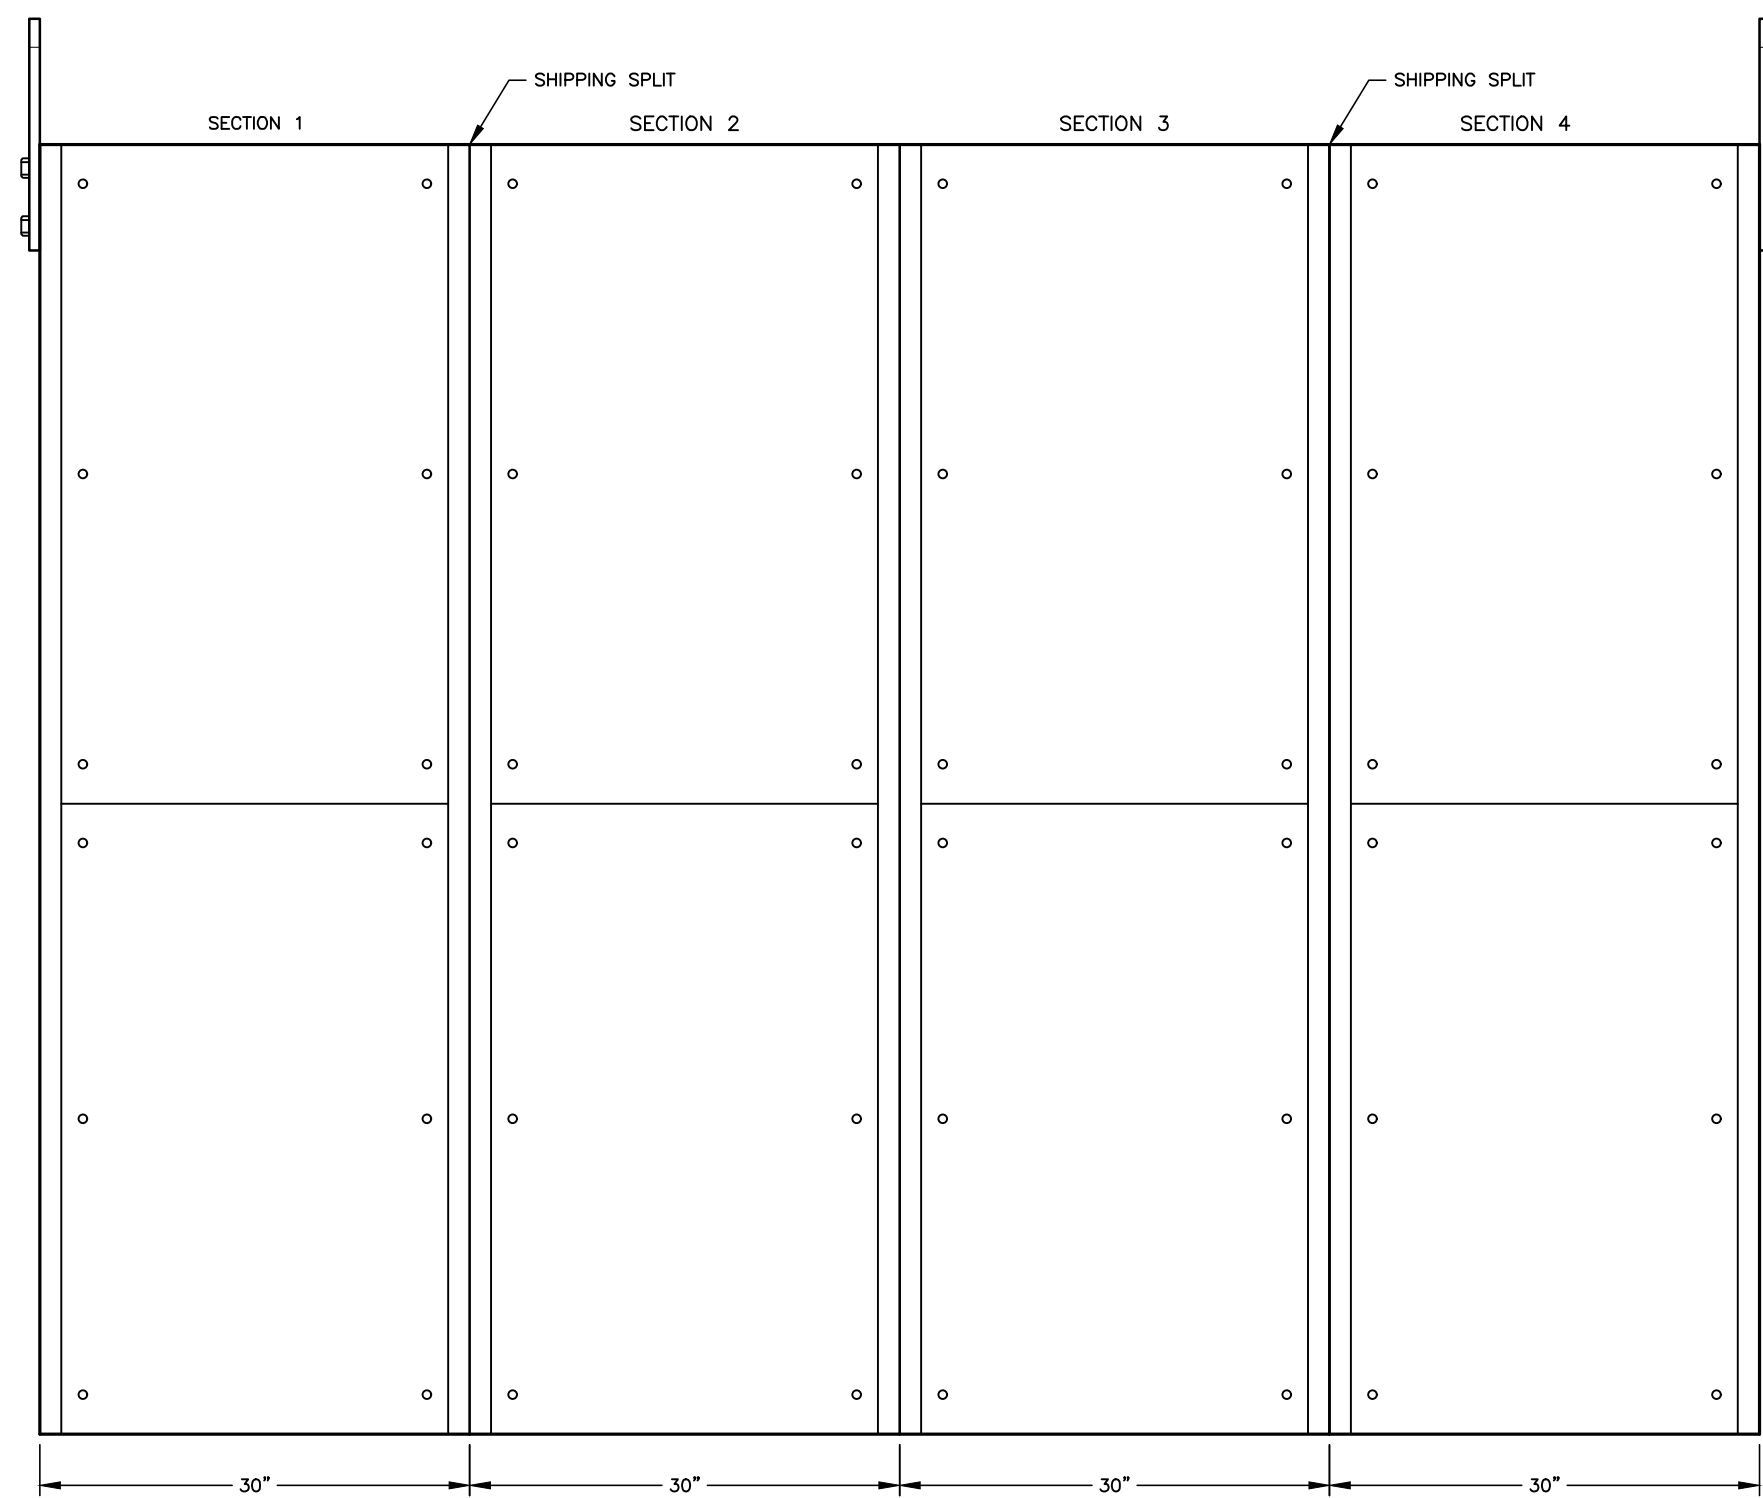 SHIPPING SPLIT
SHIPPING SPLIT
SECTION 1
SECTION 2
SECTION 3
SECTION 4
30”
30”
30”
30”